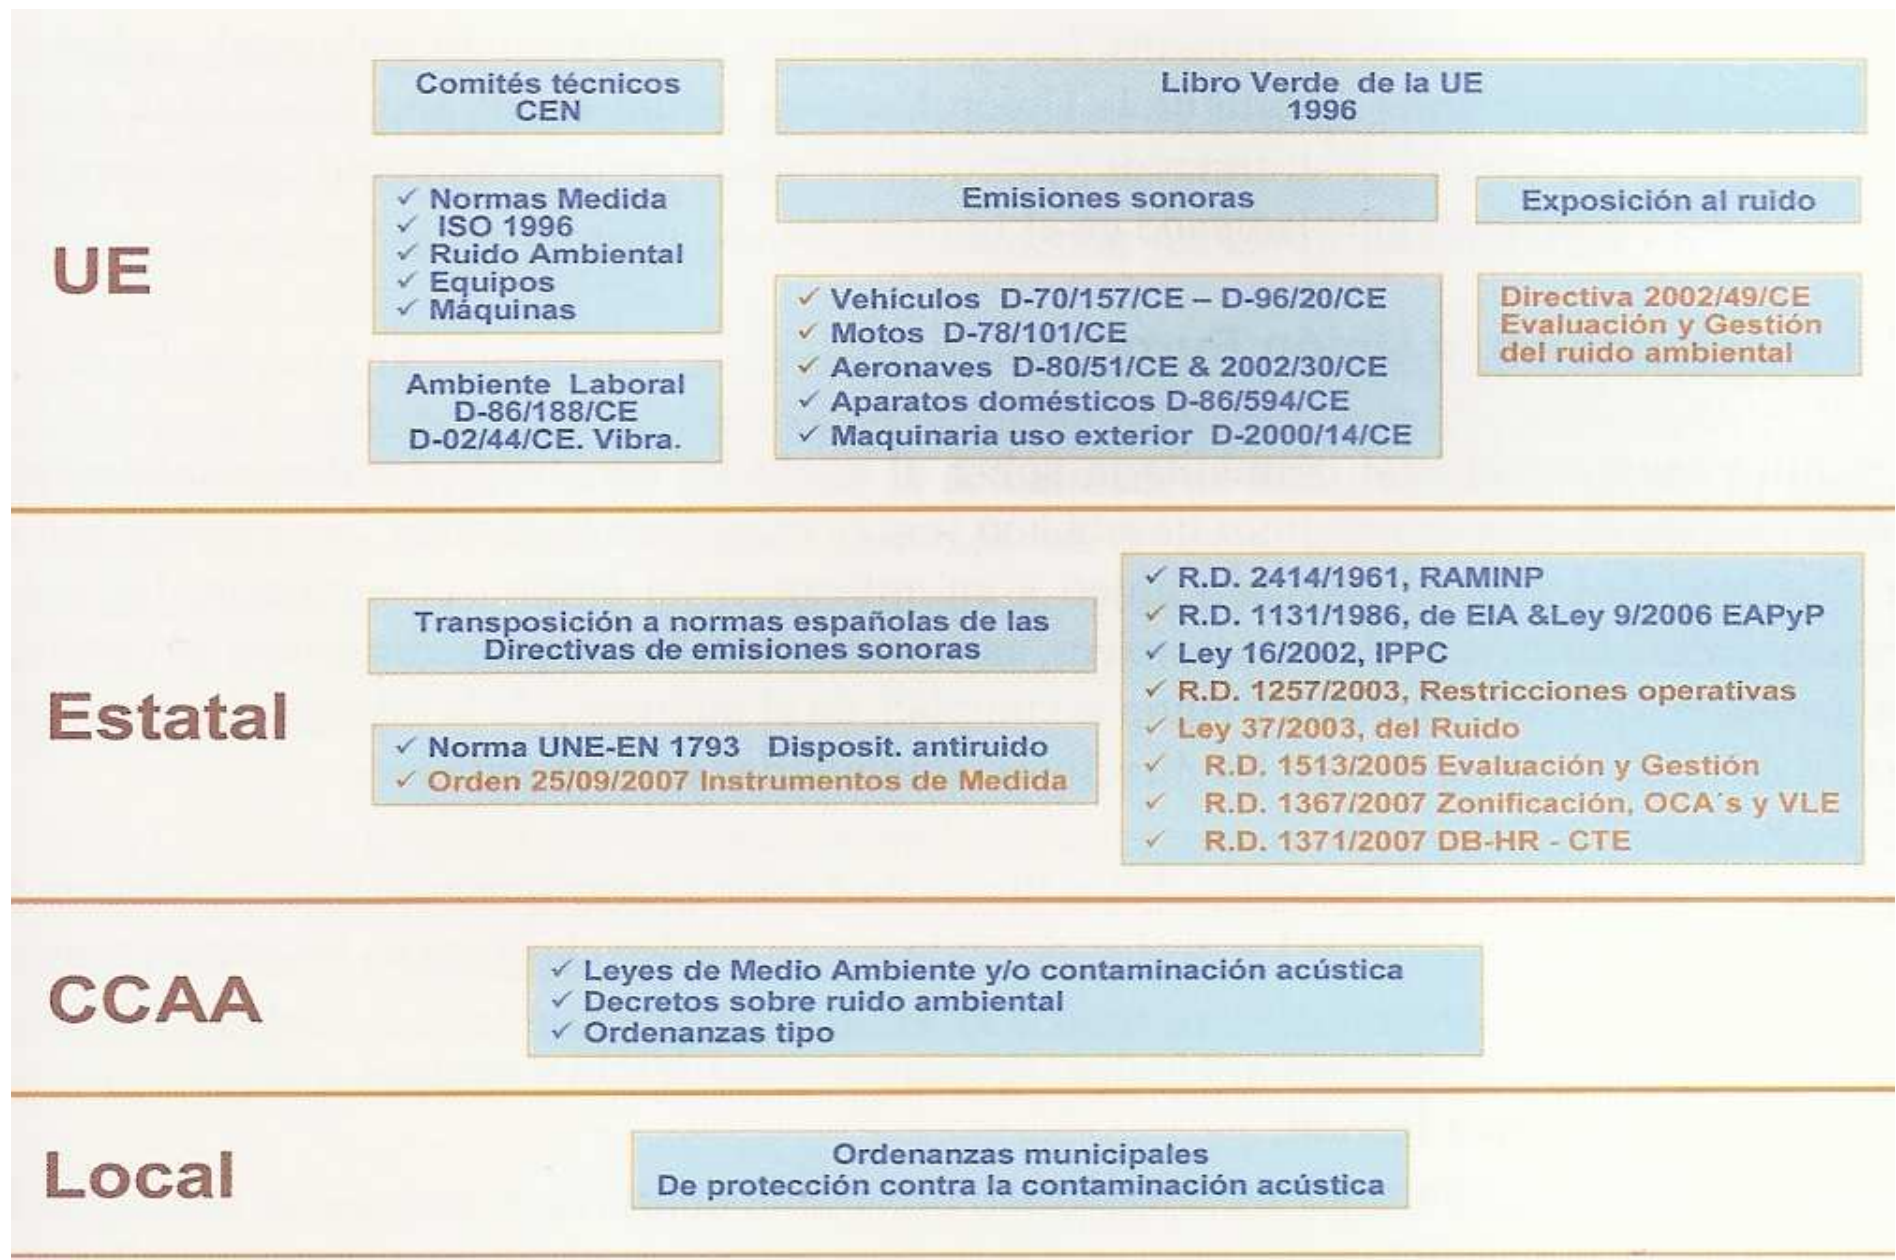 UE
Comités técnicos
CEN
Libro Verde de la UE
1996
✓ Normas Medida
✓ ISO 1996
✓ Ruido Ambiental
✓ Equipos
✓ Máquinas
Emisiones sonoras
Exposición al ruido
✓ Vehículos D-70/157/CE – D-96/20/CE
✓ Motos D-78/101/CE
✓ Aeronaves D-80/51/CE & 2002/30/CE
✓ Aparatos domésticos D-86/594/CE
✓ Maquinaria uso exterior D-2000/14/CE
Directiva 2002/49/CE
Evaluación y Gestión
del ruido ambiental
Ambiente Laboral
D-86/188/CE
D-02/44/CE. Vibra.
Estatal
Transposición a normas españolas de las
Directivas de emisiones sonoras
✓ Norma UNE-EN 1793 Disposit. antiruido
✓ Orden 25/09/2007 Instrumentos de Medida
✓ R.D. 2414/1961, RAMINP
✓ R.D. 1131/1986, de EIA &Ley 9/2006 EAPyP
✓ Ley 16/2002, IPPC
✓ R.D. 1257/2003, Restricciones operativas
✓ Ley 37/2003, del Ruido
✓ R.D. 1513/2005 Evaluación y Gestión
✓ R.D. 1367/2007 Zonificación, OCA´s y VLE
✓ R.D. 1371/2007 DB-HR - CTE
CCAA
✓ Leyes de Medio Ambiente y/o contaminación acústica
✓ Decretos sobre ruido ambiental
✓ Ordenanzas tipo
Local
Ordenanzas municipales
De protección contra la contaminación acústica